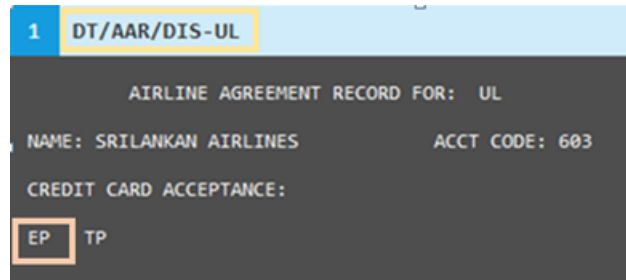 1 DT/AAR/DIS-UL
AIRLINE AGREEMENT RECORD FOR: UL
NAME: SRILANKAN AIRLINES ACCT CODE: 603
CREDIT CARD ACCEPTANCE:
EP TP